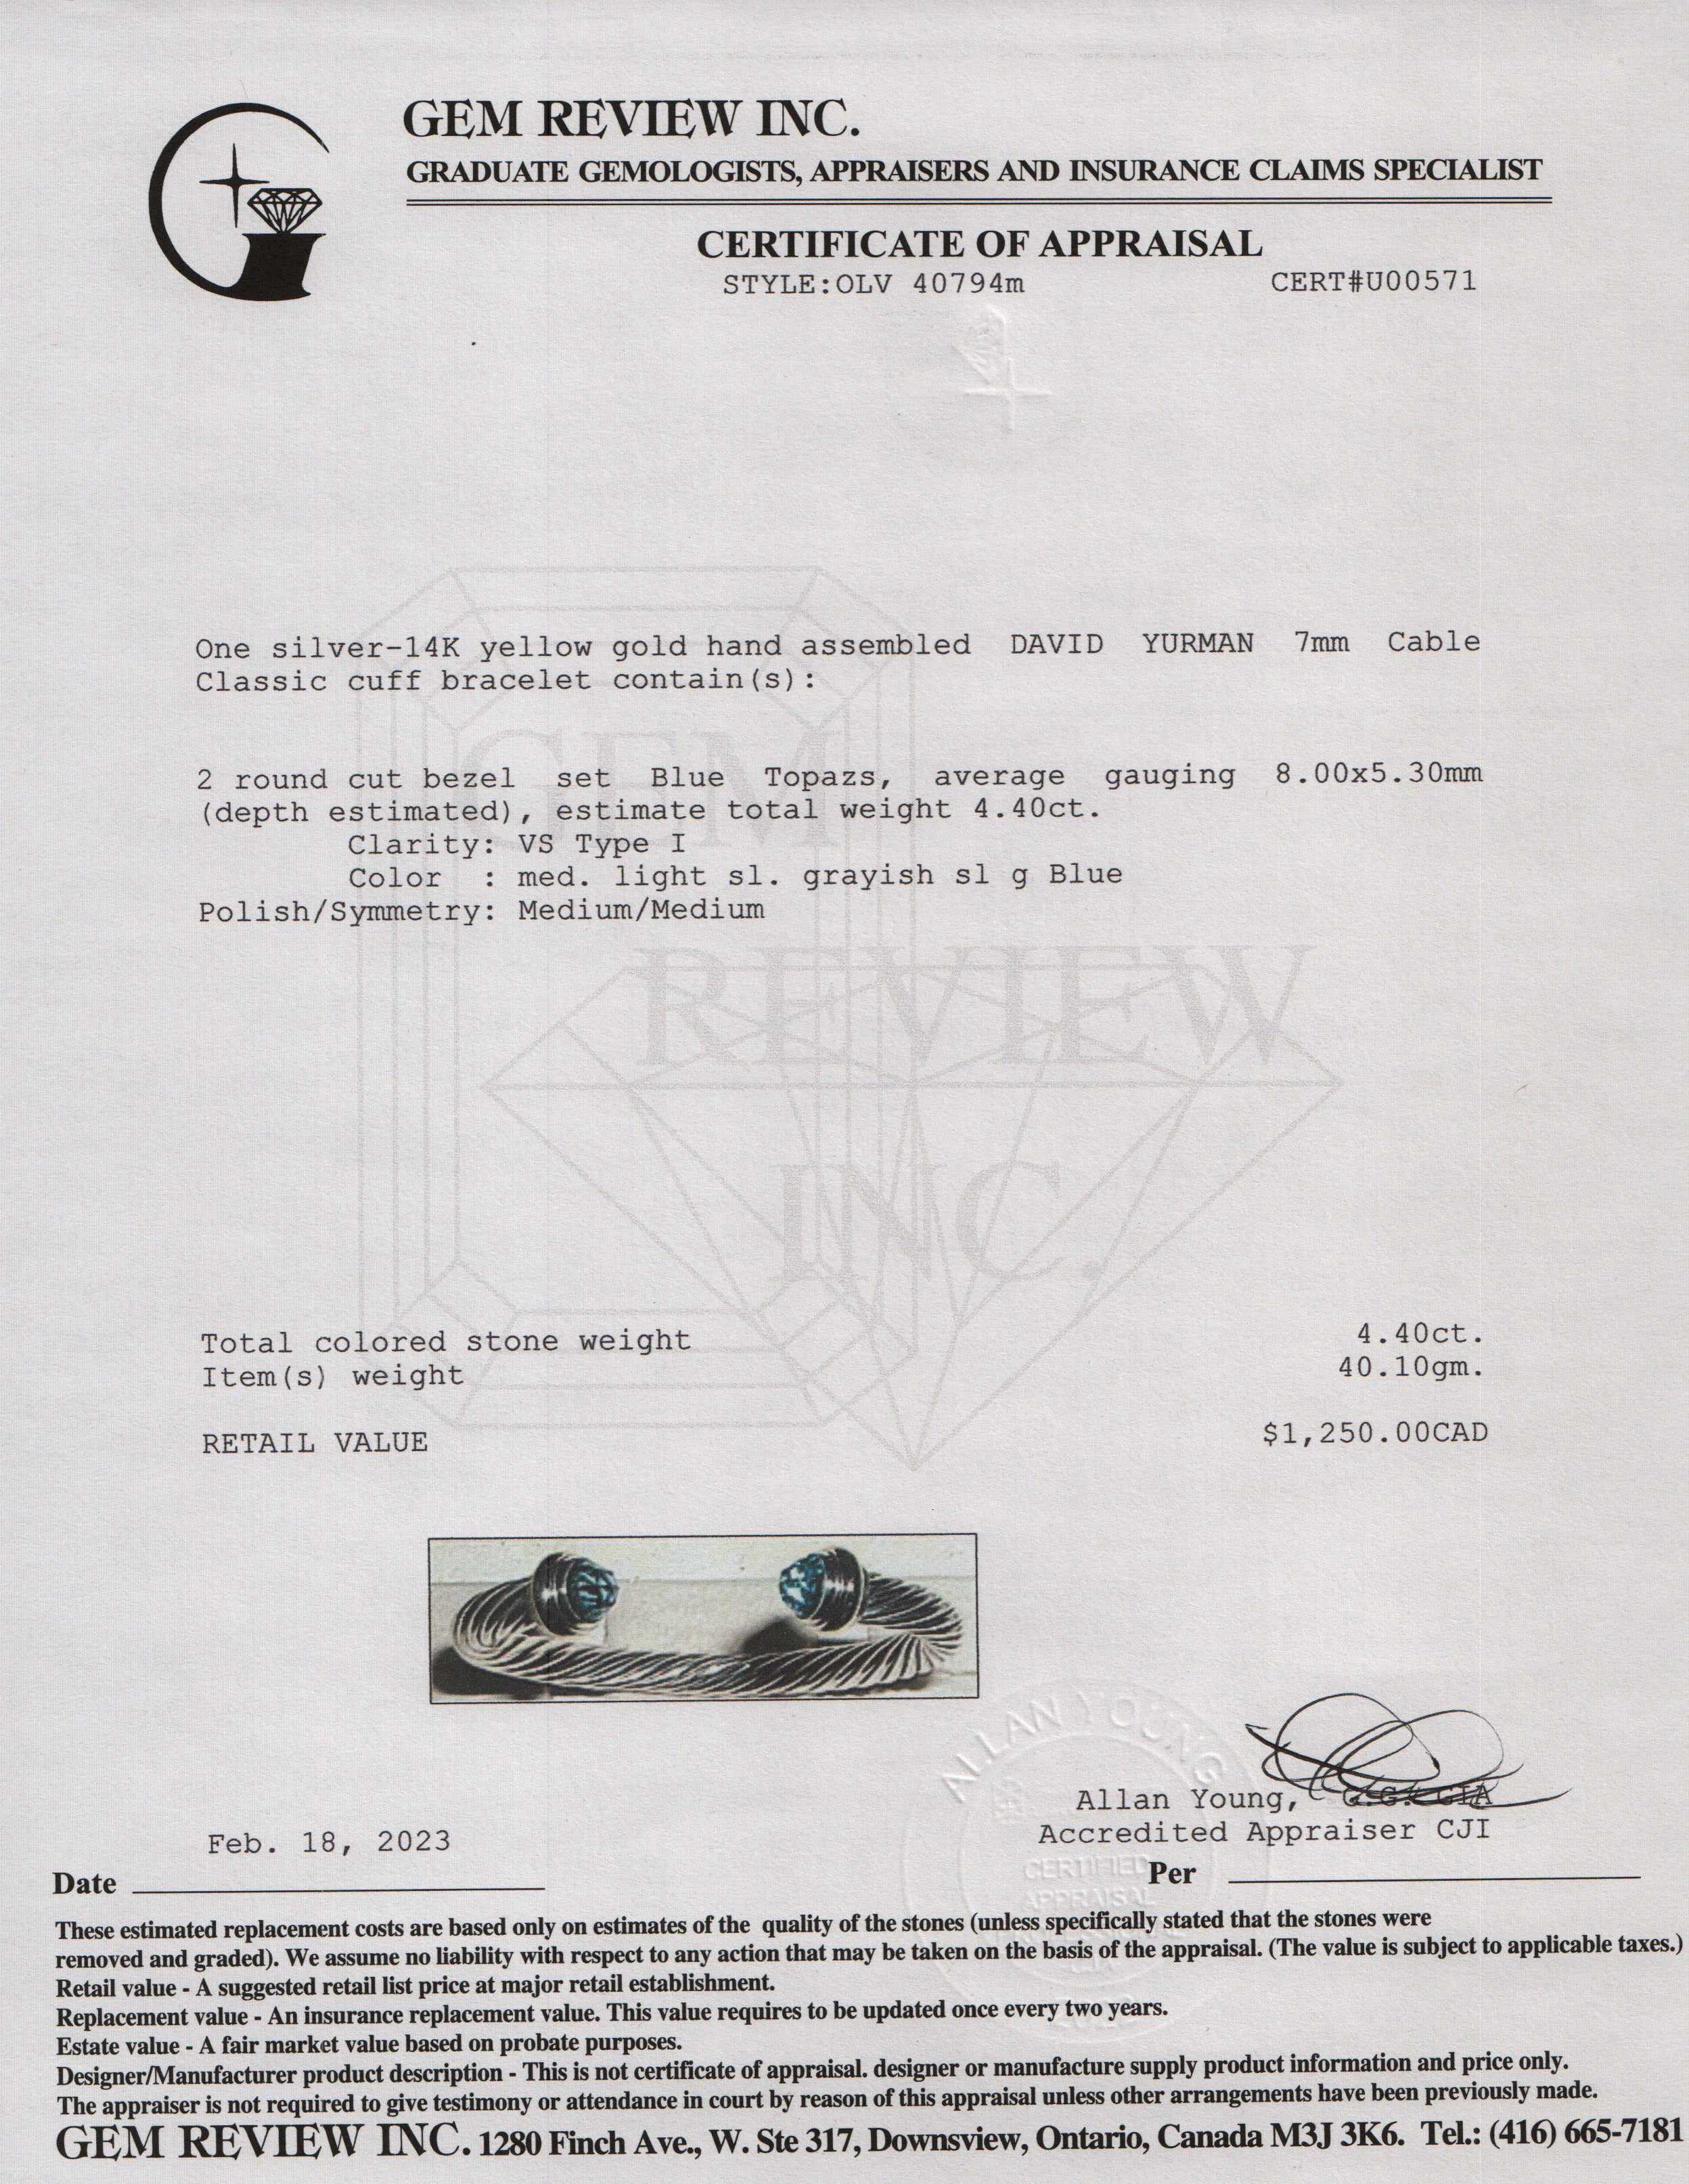 GEM REVIEW INC.
GRADUATE GEMOLOGISTS, APPRAISERS AND INSURANCE CLAIMS SPECIALIST
CERTIFICATE OF APPRAISAL
STYLE:OLV 40794m CERT#U00571
One silver-14K yellow gold hand assembled DAVID YURMAN 7mm Cable
Classic cuff bracelet contain(s):
2 round cut bezel set Blue Topazs, average gauging 8.00x5.30mm
(depth estimated), estimate total weight 4.40ct.
Clarity: VS Type I
Color : med. light sl. grayish sl g Blue
Polish/Symmetry: Medium/Medium
GEM
REVIEW
INC.
Total colored stone weight 4.40ct.
Item(s) weight 40.10gm.
RETAIL VALUE $1,250.00CAD
ALLAN YOUNG
Allan Young, G.G. GIA
Accredited Appraiser CJI
Feb. 18, 2023
CERTIFIED
APPRAISAL
Date Per
These estimated replacement costs are based only on estimates of the quality of the stones (unless specifically stated that the stones were
removed and graded). We assume no liability with respect to any action that may be taken on the basis of the appraisal. (The value is subject to applicable taxes.)
Retail value - A suggested retail list price at major retail establishment.
Replacement value - An insurance replacement value. This value requires to be updated once every two years.
Estate value - A fair market value based on probate purposes.
Designer/Manufacturer product description - This is not certificate of appraisal. designer or manufacture supply product information and price only.
The appraiser is not required to give testimony or attendance in court by reason of this appraisal unless other arrangements have been previously made.
GEM REVIEW INC. 1280 Finch Ave., W. Ste 317, Downsview, Ontario, Canada M3J 3K6. Tel.: (416) 665-7181